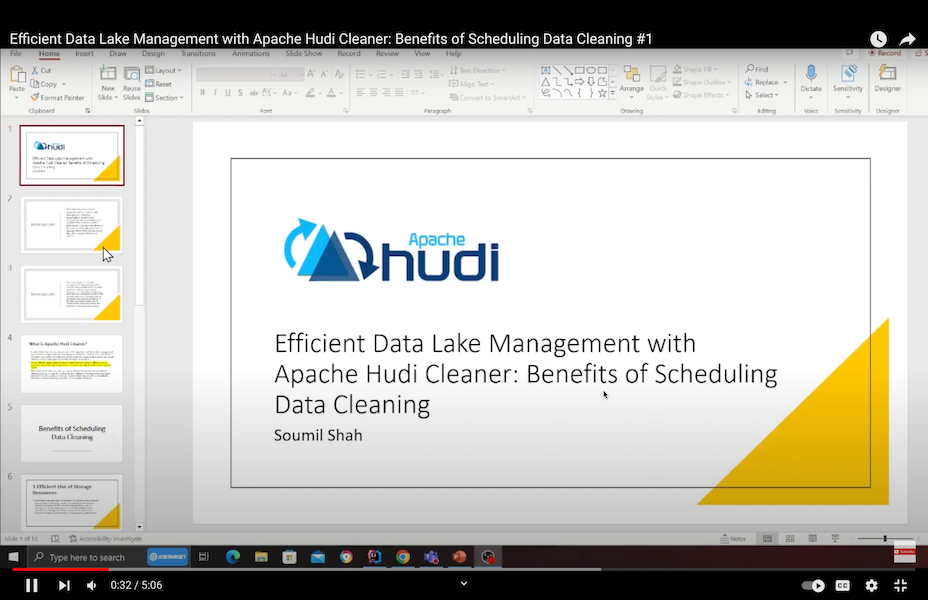 Efficient Data Lake Management with Apache Hudi Cleaner: Benefits of Scheduling Data Cleaning #1
File Home Insert Draw Design Transitions Animations Slide Show Record Review View Help
Record
Paste
Cut
Copy
Format Painter
Clipboard
New Slide
Reuse Slides
Layout
Reset
Section
Slides
B I U S ab AV Aa A
Font
Text Direction
Align Text
Convert to SmartArt
Paragraph
Arrange
Quick Styles
Shape Fill
Shape Outline
Shape Effects
Drawing
Find
Replace
Select
Editing
Dictate
Voice
Sensitivity
Sensitivity
Designer
Designer
1
hudi
Efficient Data Lake Management with
Apache Hudi Cleaner: Benefits of Scheduling
Data Cleaning
2
3
4
What is Apache Hudi Cleaner?
5
Benefits of Scheduling
Data Cleaning
6
1 Efficient Use of Storage
Resources
Apache
hudi
Efficient Data Lake Management with
Apache Hudi Cleaner: Benefits of Scheduling
Data Cleaning
Soumil Shah
Slide 1 of 13
Accessibility: Investigate
Notes
Type here to search
JOBTARGET
0:32 / 5:06
CC